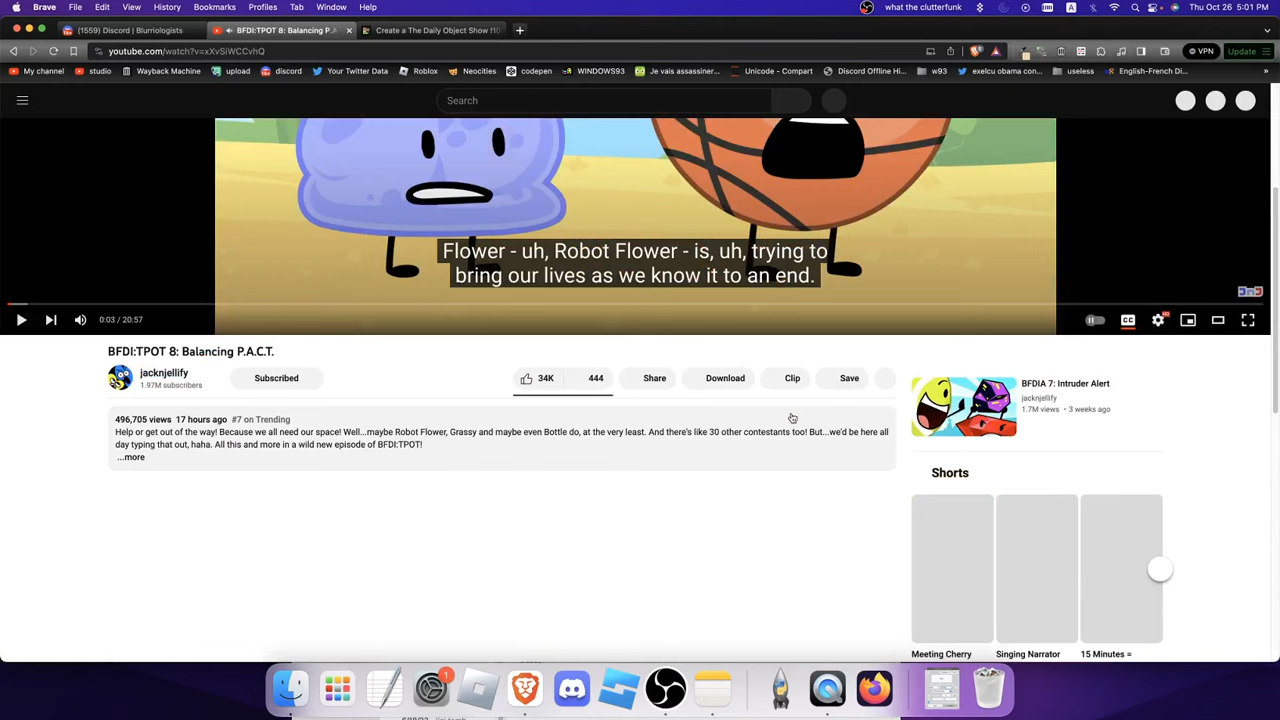 Brave File Edit View History Bookmarks Profiles Tab Window Help what the clutterfunk A Thu Oct 26 5:01 PM
(1559) Discord | Blurriologists BFDI:TPOT 8: Balancing P.A. Create a The Daily Object Show !10
youtube.com/watch?v=xXvSiWCCvhQ VPN Update
My channel studio Wayback Machine upload discord Your Twitter Data Roblox Neocities codepen WINDOWS93 Je vais assassiner... Unicode - Compart Discord Offline Hi... w93 exelcu obama con... useless English-French Di... »
Search
Flower - uh, Robot Flower - is, uh, trying to
bring our lives as we know it to an end.
0:03 / 20:57 CC HD
BFDI:TPOT 8: Balancing P.A.C.T.
jacknjellify
1.97M subscribers
Subscribed
34K 444 Share Download Clip Save
496,705 views 17 hours ago #7 on Trending
Help or get out of the way! Because we all need our space! Well...maybe Robot Flower, Grassy and maybe even Bottle do, at the very least. And there's like 30 other contestants too! But...we'd be here all
day typing that out, haha. All this and more in a wild new episode of BFDI:TPOT!
...more
BFDIA 7: Intruder Alert
jacknjellify
1.7M views • 3 weeks ago
Shorts
Meeting Cherry Singing Narrator 15 Minutes =
1